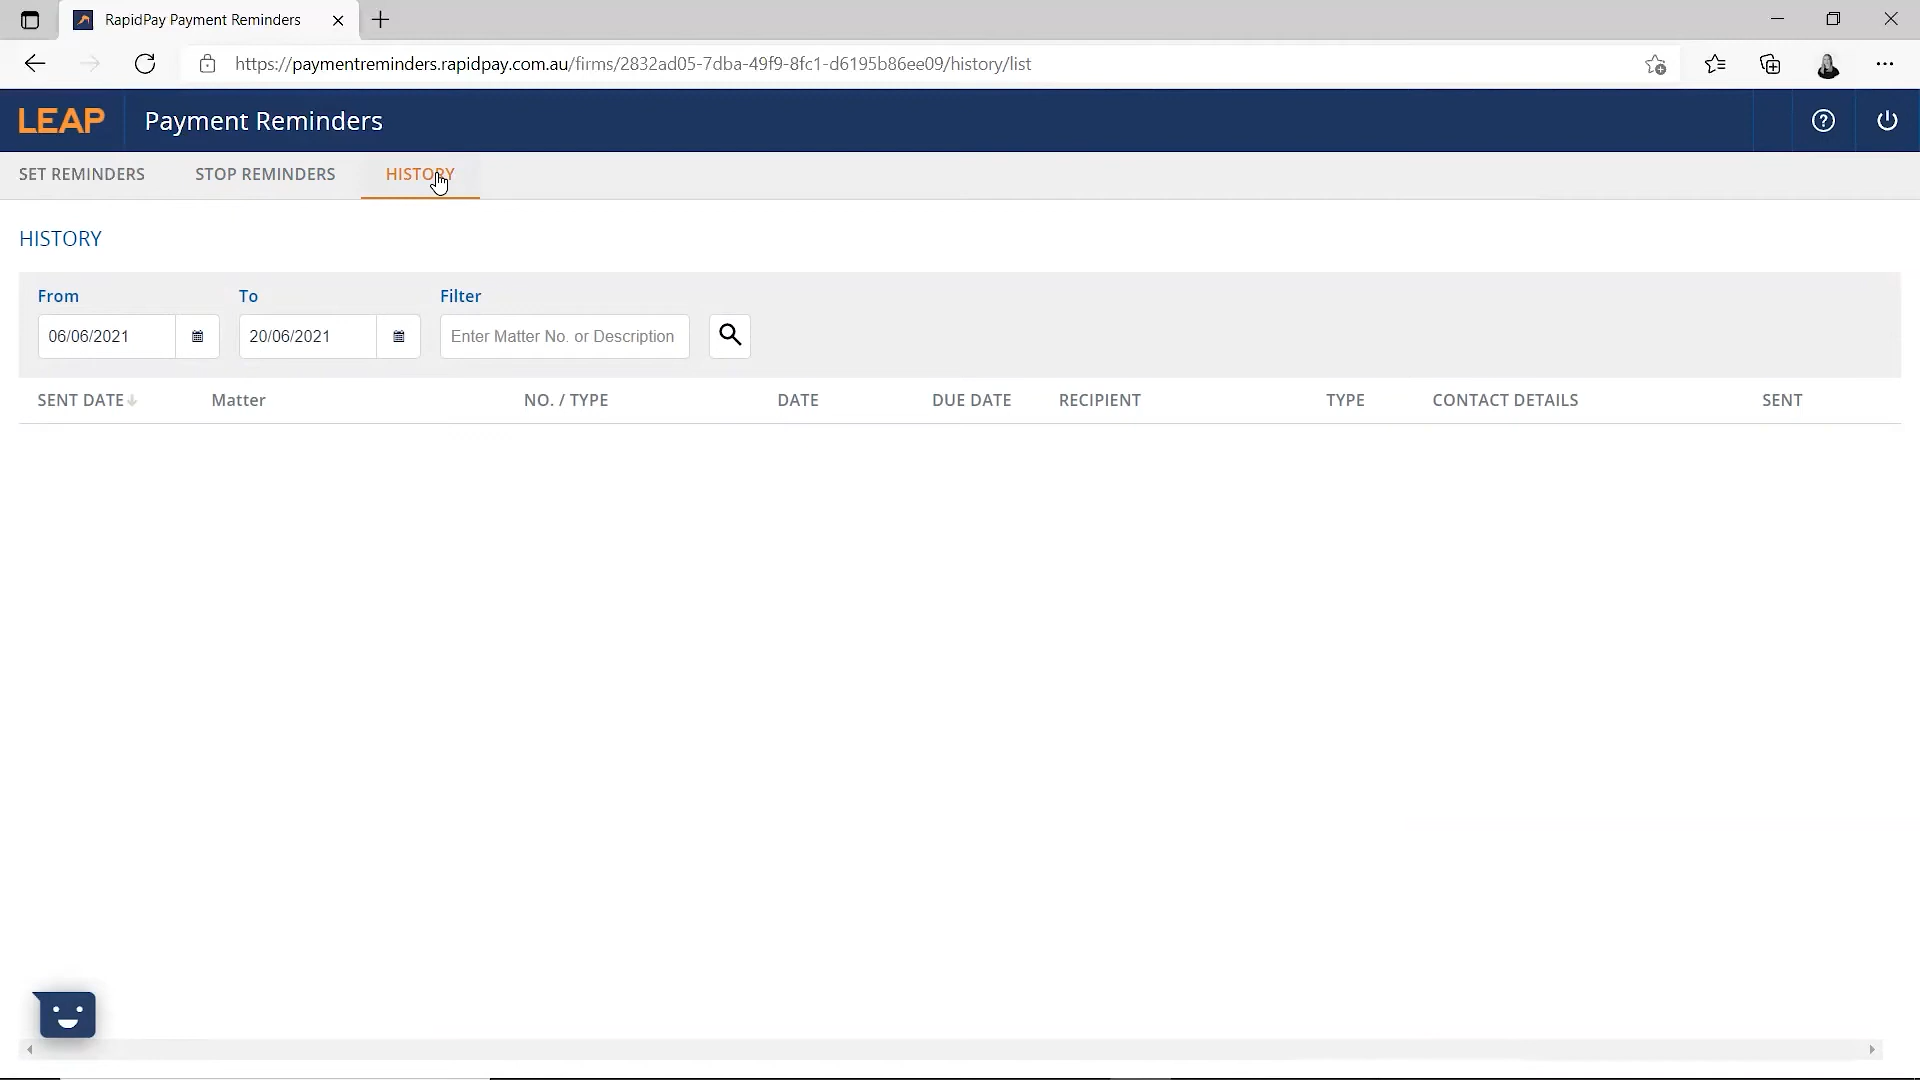 RapidPay Payment Reminders
https://paymentreminders.rapidpay.com.au/firms/2832ad05-7dba-49f9-8fc1-d6195b86ee09/history/list
LEAP Payment Reminders
SET REMINDERS STOP REMINDERS HISTORY
HISTORY
From To Filter
06/06/2021 20/06/2021 Enter Matter No. or Description
SENT DATE Matter NO. / TYPE DATE DUE DATE RECIPIENT TYPE CONTACT DETAILS SENT